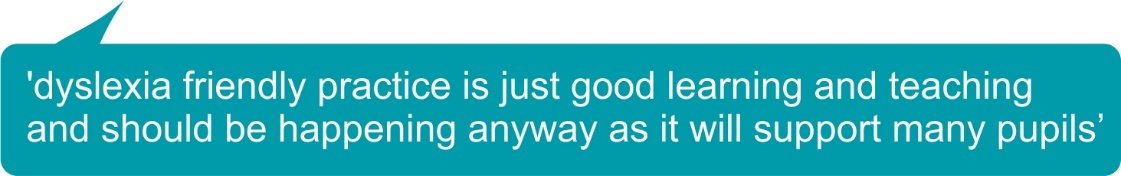 'dyslexia friendly practice is just good learning and teaching
and should be happening anyway as it will support many pupils’